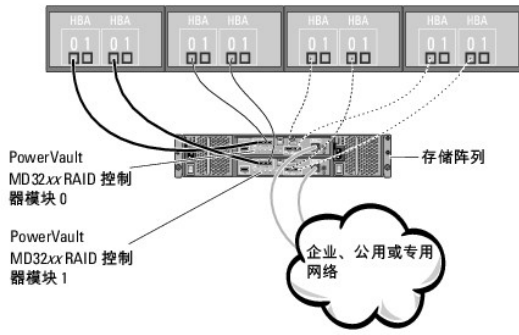 HBA HBA HBA HBA HBA HBA HBA HBA
0 1 0 1 0 1 0 1 0 1 0 1 0 1 0 1
PowerVault
MD32xx RAID 控制
器模块 0
存储阵列
PowerVault
MD32xx RAID 控制
器模块 1
企业、公用或专用
网络